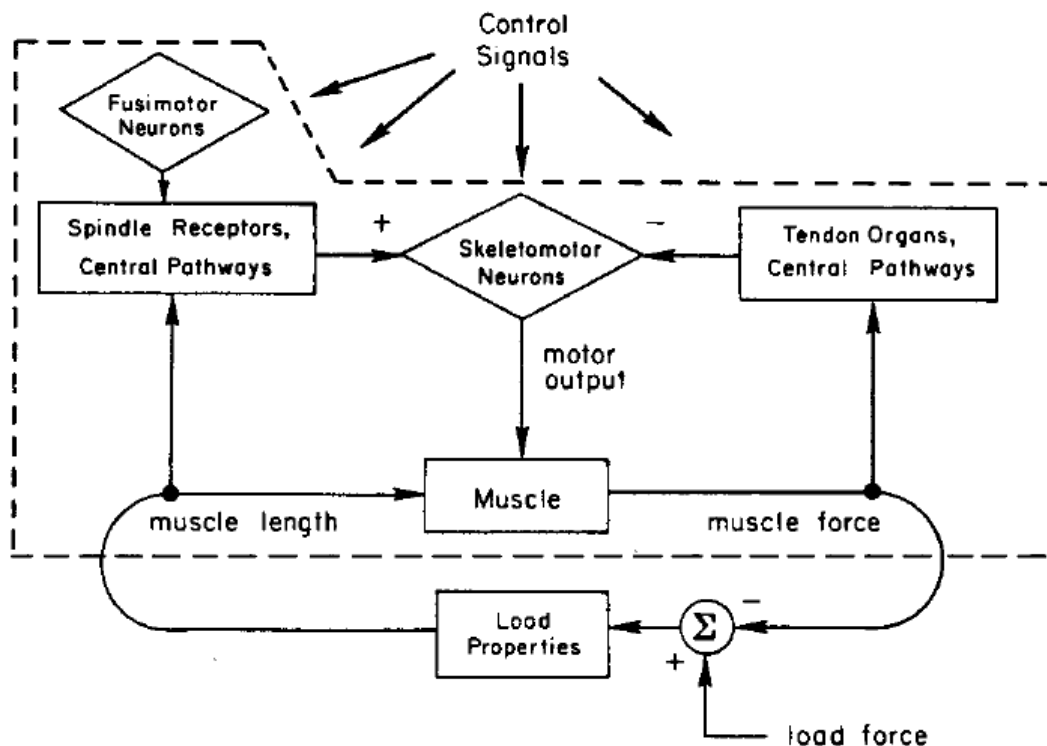 Control
Signals
Fusimotor
Neurons
Spindle Receptors,
Central Pathways
+
Skeletomotor
Neurons
−
Tendon Organs,
Central Pathways
motor
output
Muscle
muscle length
muscle force
Load
Properties
Σ
−
+
load force